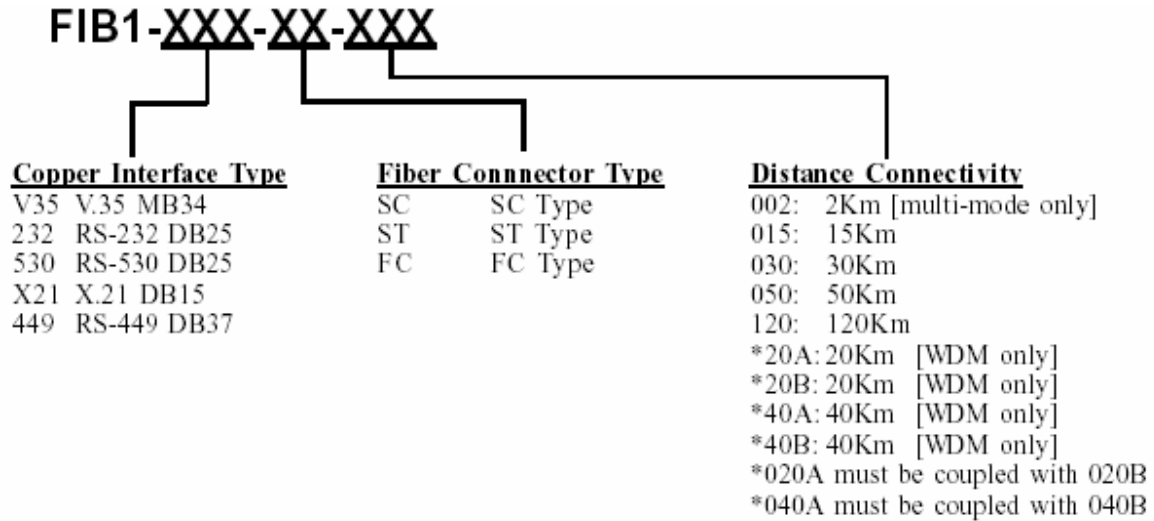 FIB1-XXX-XX-XXX
Copper Interface Type
V35 V.35 MB34
232 RS-232 DB25
530 RS-530 DB25
X21 X.21 DB15
449 RS-449 DB37
Fiber Connnector Type
SC SC Type
ST ST Type
FC FC Type
Distance Connectivity
002: 2Km [multi-mode only]
015: 15Km
030: 30Km
050: 50Km
120: 120Km
*20A: 20Km [WDM only]
*20B: 20Km [WDM only]
*40A: 40Km [WDM only]
*40B: 40Km [WDM only]
*020A must be coupled with 020B
*040A must be coupled with 040B